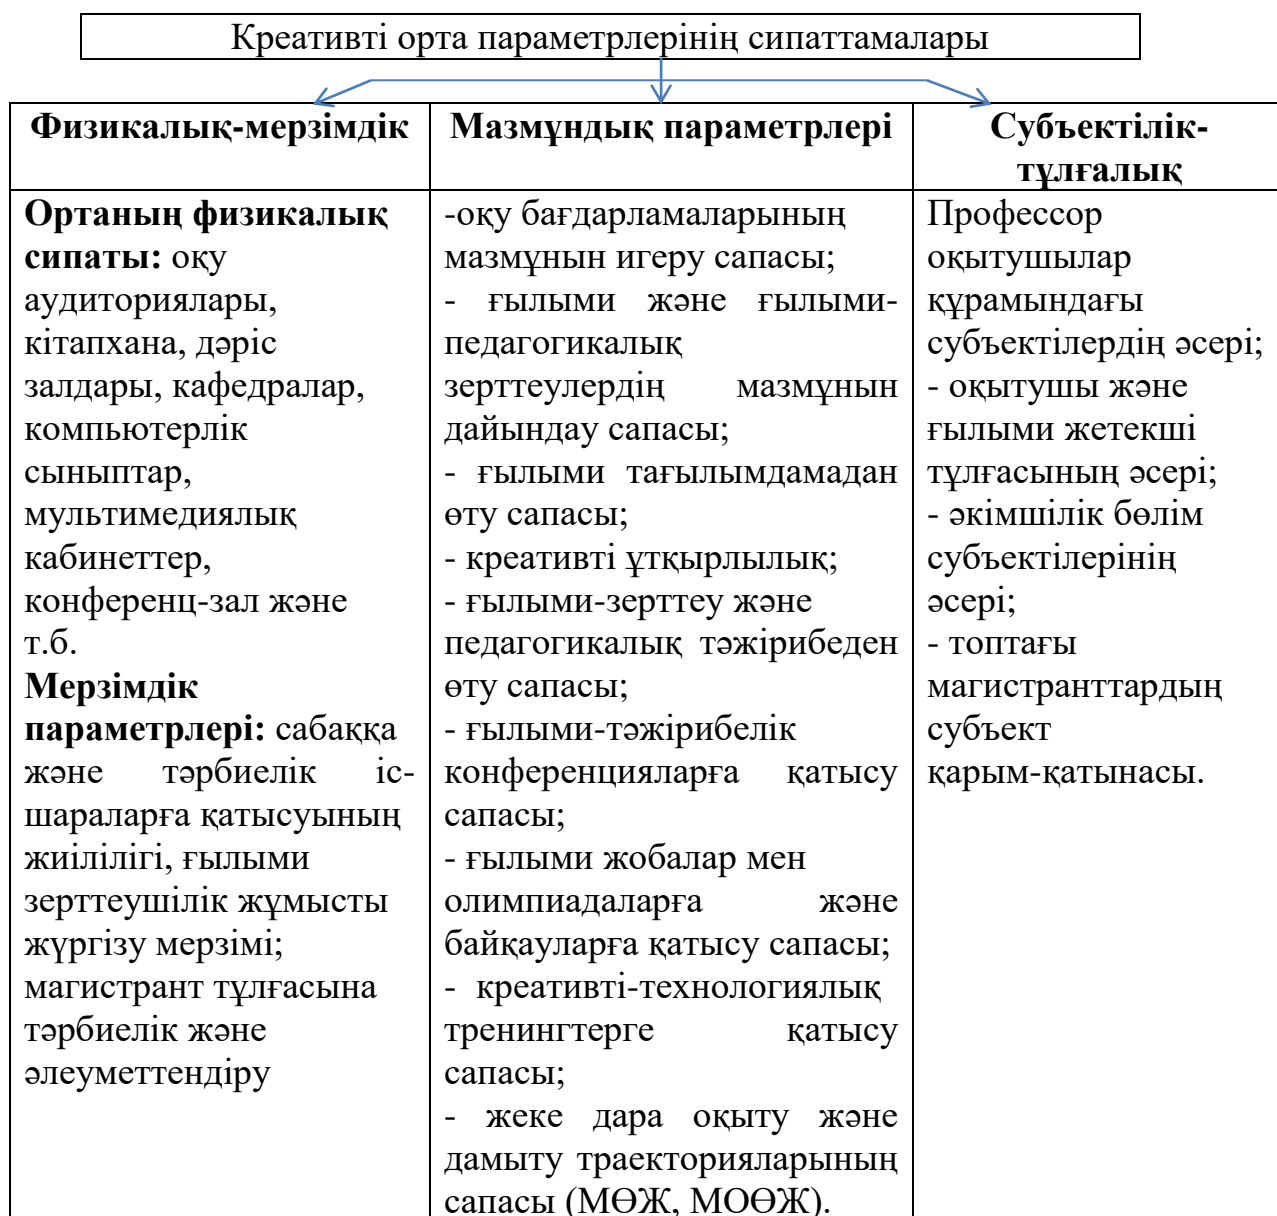 Креативті орта параметрлерінің сипаттамалары
Физикалық-мерзімдік
Мазмұндық параметрлері
Субъектілік-
тұлғалық
Ортаның физикалық
сипаты: оқу
аудиториялары,
кітапхана, дәріс
залдары, кафедралар,
компьютерлік
сыныптар,
мультимедиялық
кабинеттер,
конференц-зал және
т.б.
Мерзімдік
параметрлері: сабаққа
және тәрбиелік іс-
шараларға қатысуының
жиілілігі, ғылыми
зерттеушілік жұмысты
жүргізу мерзімі;
магистрант тұлғасына
тәрбиелік және
әлеуметтендіру
-оқу бағдарламаларының
мазмұнын игеру сапасы;
- ғылыми және ғылыми-
педагогикалық
зерттеулердің мазмұнын
дайындау сапасы;
- ғылыми тағылымдамадан
өту сапасы;
- креативті ұтқырлылық;
- ғылыми-зерттеу және
педагогикалық тәжірибеден
өту сапасы;
- ғылыми-тәжірибелік
конференцияларға қатысу
сапасы;
- ғылыми жобалар мен
олимпиадаларға және
байқауларға қатысу сапасы;
- креативті-технологиялық
тренингтерге қатысу
сапасы;
- жеке дара оқыту және
дамыту траекторияларының
сапасы (МӨЖ, МОӨЖ).
Профессор
оқытушылар
құрамындағы
субъектілердің әсері;
- оқытушы және
ғылыми жетекші
тұлғасының әсері;
- әкімшілік бөлім
субъектілерінің
әсері;
- топтағы
магистранттардың
субъект
қарым-қатынасы.